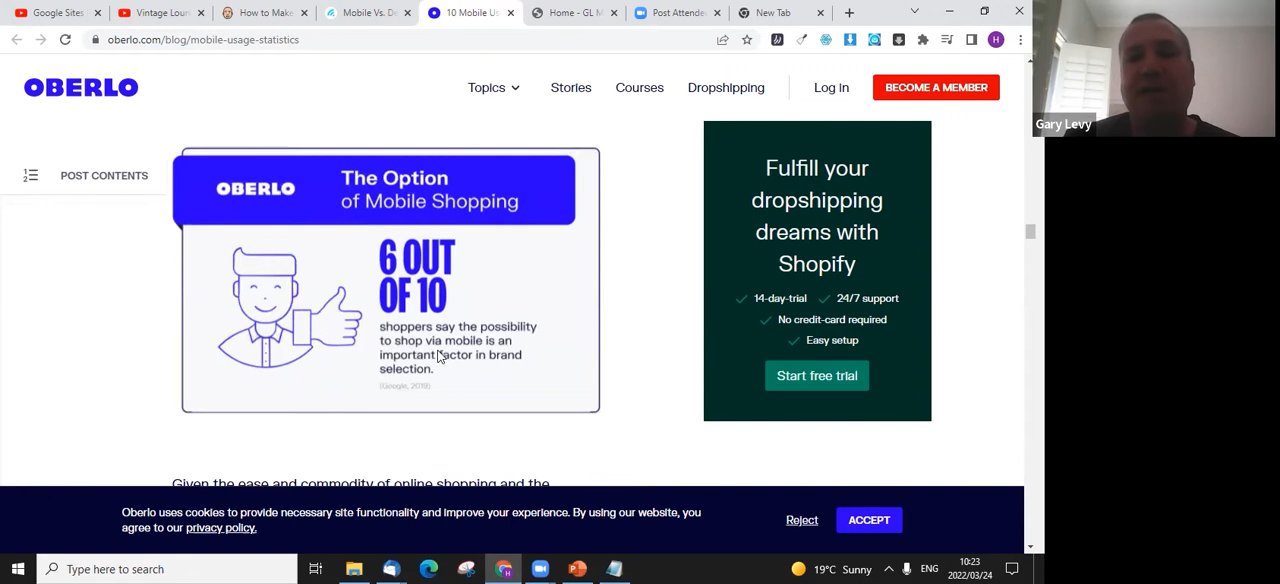 Google Sites
Vintage Loun
How to Make
Mobile Vs. De
10 Mobile Us
Home - GL M
Post Attende
New Tab
oberlo.com/blog/mobile-usage-statistics
H
OBERLO
Topics
Stories
Courses
Dropshipping
Log in
BECOME A MEMBER
Gary Levy
POST CONTENTS
OBERLO
The Option
of Mobile Shopping
6 OUT
OF 10
shoppers say the possibility
to shop via mobile is an
important factor in brand
selection.
(Google, 2019)
Fulfill your
dropshipping
dreams with
Shopify
14-day-trial
24/7 support
No credit-card required
Easy setup
Start free trial
Given the ease and commodity of online shopping and the
Oberlo uses cookies to provide necessary site functionality and improve your experience. By using our website, you
agree to our privacy policy.
Reject
ACCEPT
Type here to search
19°C Sunny
ENG
10:23
2022/03/24